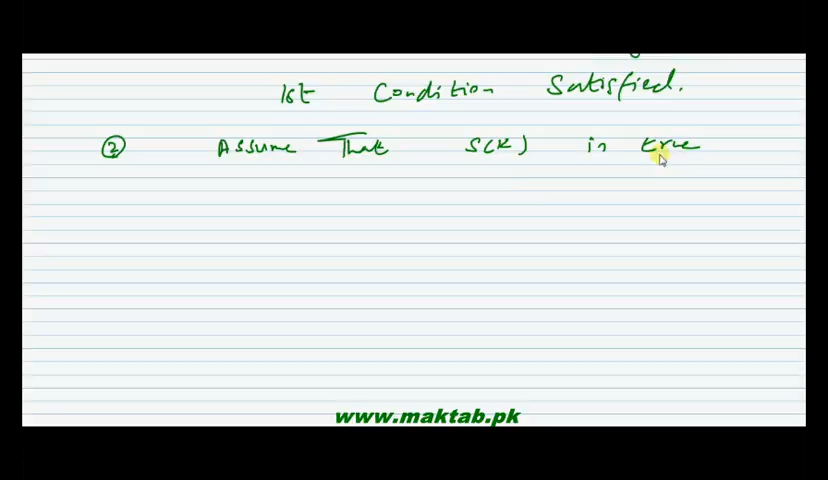 1st Condition Satisfied.
② Assume That S(K) is true
www.maktab.pk